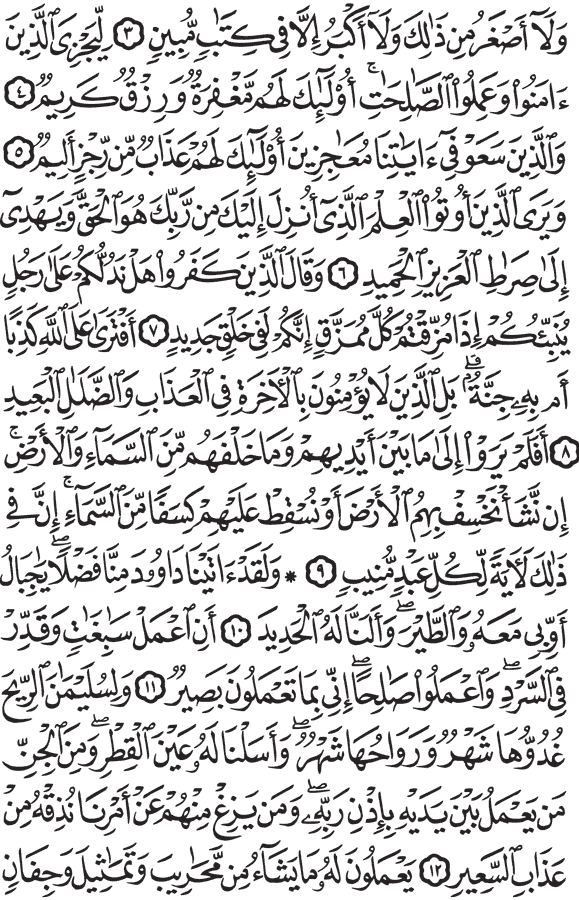 وَلَآ أَصْغَرُ مِن ذَٰلِكَ وَلَآ أَكْبَرُ إِلَّا فِى كِتَٰبٍ مُّبِينٍ ٣ لِّيَجْزِىَ ٱلَّذِينَ
ءَامَنُوا۟ وَعَمِلُوا۟ ٱلصَّٰلِحَٰتِ ۚ أُو۟لَٰٓئِكَ لَهُم مَّغْفِرَةٌ وَرِزْقٌ كَرِيمٌ ٤
وَٱلَّذِينَ سَعَوْ فِىٓ ءَايَٰتِنَا مُعَٰجِزِينَ أُو۟لَٰٓئِكَ لَهُمْ عَذَابٌ مِّن رِّجْزٍ أَلِيمٌ ٥
وَيَرَى ٱلَّذِينَ أُوتُوا۟ ٱلْعِلْمَ ٱلَّذِىٓ أُنزِلَ إِلَيْكَ مِن رَّبِّكَ هُوَ ٱلْحَقَّ وَيَهْدِىٓ
إِلَىٰ صِرَٰطِ ٱلْعَزِيزِ ٱلْحَمِيدِ ٦ وَقَالَ ٱلَّذِينَ كَفَرُوا۟ هَلْ نَدُلُّكُمْ عَلَىٰ رَجُلٍ
يُنَبِّئُكُمْ إِذَا مُزِّقْتُمْ كُلَّ مُمَزَّقٍ إِنَّكُمْ لَفِى خَلْقٍ جَدِيدٍ ٧ أَفْتَرَىٰ عَلَى ٱللَّهِ كَذِبًا
أَم بِهِۦ جِنَّةٌۢ ۗ بَلِ ٱلَّذِينَ لَا يُؤْمِنُونَ بِٱلْأَخِرَةِ فِى ٱلْعَذَابِ وَٱلضَّلَٰلِ ٱلْبَعِيدِ
٨ أَفَلَمْ يَرَوْا۟ إِلَىٰ مَا بَيْنَ أَيْدِيهِمْ وَمَا خَلْفَهُم مِّنَ ٱلسَّمَآءِ وَٱلْأَرْضِ ۚ
إِن نَّشَأْ نَخْسِفْ بِهِمُ ٱلْأَرْضَ أَوْ نُسْقِطْ عَلَيْهِمْ كِسَفًا مِّنَ ٱلسَّمَآءِ ۚ إِنَّ فِى
ذَٰلِكَ لَأَيَةً لِّكُلِّ عَبْدٍ مُّنِيبٍ ٩ * وَلَقَدْ ءَاتَيْنَا دَاوُۥدَ مِنَّا فَضْلًا ۖ يَٰجِبَالُ
أَوِّبِى مَعَهُۥ وَٱلطَّيْرَ ۖ وَأَلَنَّا لَهُ ٱلْحَدِيدَ ١٠ أَنِ ٱعْمَلْ سَٰبِغَٰتٍ وَقَدِّرْ
فِى ٱلسَّرْدِ ۖ وَٱعْمَلُوا۟ صَٰلِحًا ۖ إِنِّى بِمَا تَعْمَلُونَ بَصِيرٌ ١١ وَلِسُلَيْمَٰنَ ٱلرِّيحَ
غُدُوُّهَا شَهْرٌ وَرَوَاحُهَا شَهْرٌ ۖ وَأَسَلْنَا لَهُۥ عَيْنَ ٱلْقِطْرِ ۖ وَمِنَ ٱلْجِنِّ
مَن يَعْمَلُ بَيْنَ يَدَيْهِ بِإِذْنِ رَبِّهِۦ ۖ وَمَن يَزِغْ مِنْهُمْ عَنْ أَمْرِنَا نُذِقْهُ مِنْ
عَذَابِ ٱلسَّعِيرِ ١٢ يَعْمَلُونَ لَهُۥ مَا يَشَآءُ مِن مَّحَٰرِيبَ وَتَمَٰثِيلَ وَجِفَانٍ